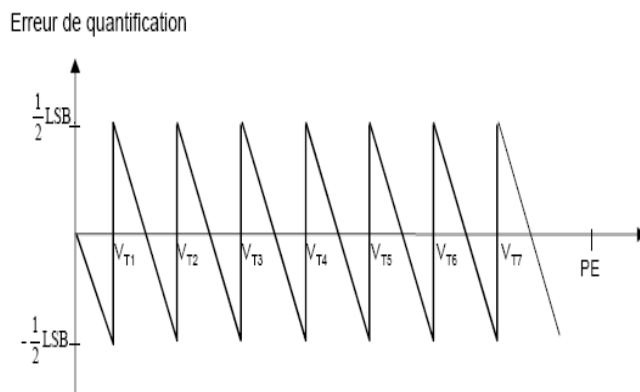 Erreur de quantification
1/2 LSB
V_T1 V_T2 V_T3 V_T4 V_T5 V_T6 V_T7 PE
-1/2 LSB